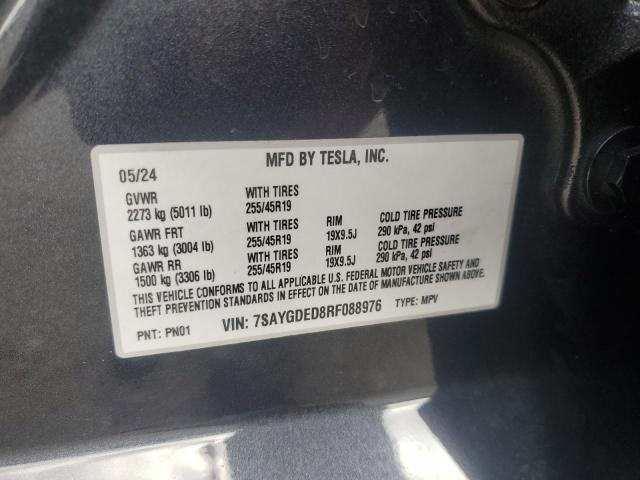 MFD BY TESLA, INC.
05/24
GVWR WITH TIRES
2273 kg (5011 lb) 255/45R19
GAWR FRT WITH TIRES RIM COLD TIRE PRESSURE
1363 kg (3004 lb) 255/45R19 19X9.5J 290 kPa, 42 psi
GAWR RR WITH TIRES RIM COLD TIRE PRESSURE
1500 kg (3306 lb) 255/45R19 19X9.5J 290 kPa, 42 psi
THIS VEHICLE CONFORMS TO ALL APPLICABLE U.S. FEDERAL MOTOR VEHICLE SAFETY AND
THEFT PREVENTION STANDARDS IN EFFECT ON THE DATE OF MANUFACTURE SHOWN ABOVE.
PNT: PN01 VIN: 7SAYGDED8RF088976 TYPE: MPV